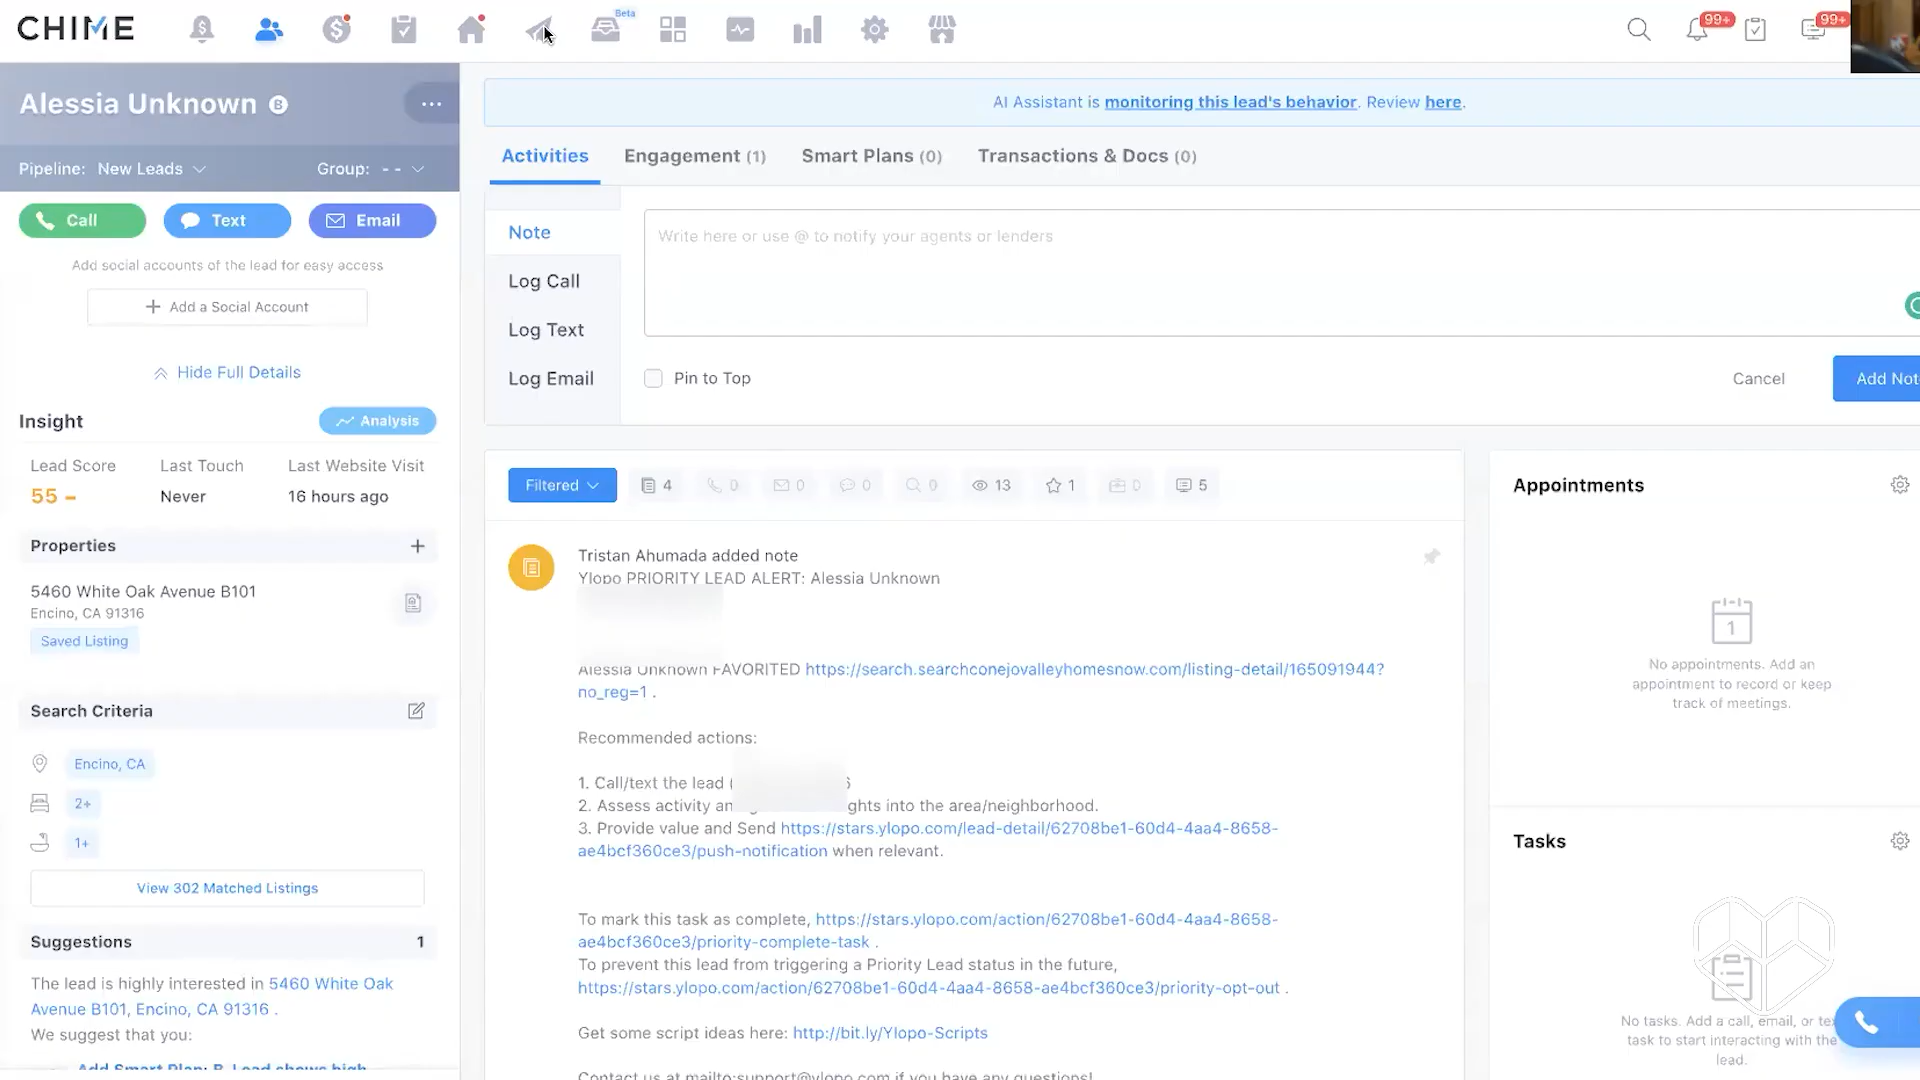 CHIME
Beta
99+
99+
Alessia Unknown B
...
Pipeline: New Leads
Group: - -
Call
Text
Email
Add social accounts of the lead for easy access
+ Add a Social Account
Hide Full Details
Insight
Analysis
Lead Score
Last Touch
Last Website Visit
55 –
Never
16 hours ago
Properties
+
5460 White Oak Avenue B101
Encino, CA 91316
Saved Listing
Search Criteria
Encino, CA
2+
1+
View 302 Matched Listings
Suggestions
1
The lead is highly interested in 5460 White Oak
Avenue B101, Encino, CA 91316 .
We suggest that you:
Add Smart Plan: B. Lead shows high
AI Assistant is monitoring this lead's behavior. Review here.
Activities
Engagement (1)
Smart Plans (0)
Transactions & Docs (0)
Note
Log Call
Log Text
Log Email
Write here or use @ to notify your agents or lenders
Pin to Top
Cancel
Add Not
Filtered
4
0
0
0
0
13
1
0
5
Tristan Ahumada added note
Ylopo PRIORITY LEAD ALERT: Alessia Unknown
Alessia Unknown FAVORITED https://search.searchconejovalleyhomesnow.com/listing-detail/165091944?
no_reg=1 .
Recommended actions:
1. Call/text the lead (
2. Assess activity an ghts into the area/neighborhood.
3. Provide value and Send https://stars.ylopo.com/lead-detail/62708be1-60d4-4aa4-8658-
ae4bcf360ce3/push-notification when relevant.
To mark this task as complete, https://stars.ylopo.com/action/62708be1-60d4-4aa4-8658-
ae4bcf360ce3/priority-complete-task .
To prevent this lead from triggering a Priority Lead status in the future,
https://stars.ylopo.com/action/62708be1-60d4-4aa4-8658-ae4bcf360ce3/priority-opt-out .
Get some script ideas here: http://bit.ly/Ylopo-Scripts
Contact us at mailto:support@ylopo.com if you have any questions!
Appointments
1
No appointments. Add an
appointment to record or keep
track of meetings.
Tasks
No tasks. Add a call, email, or te
task to start interacting with the
lead.